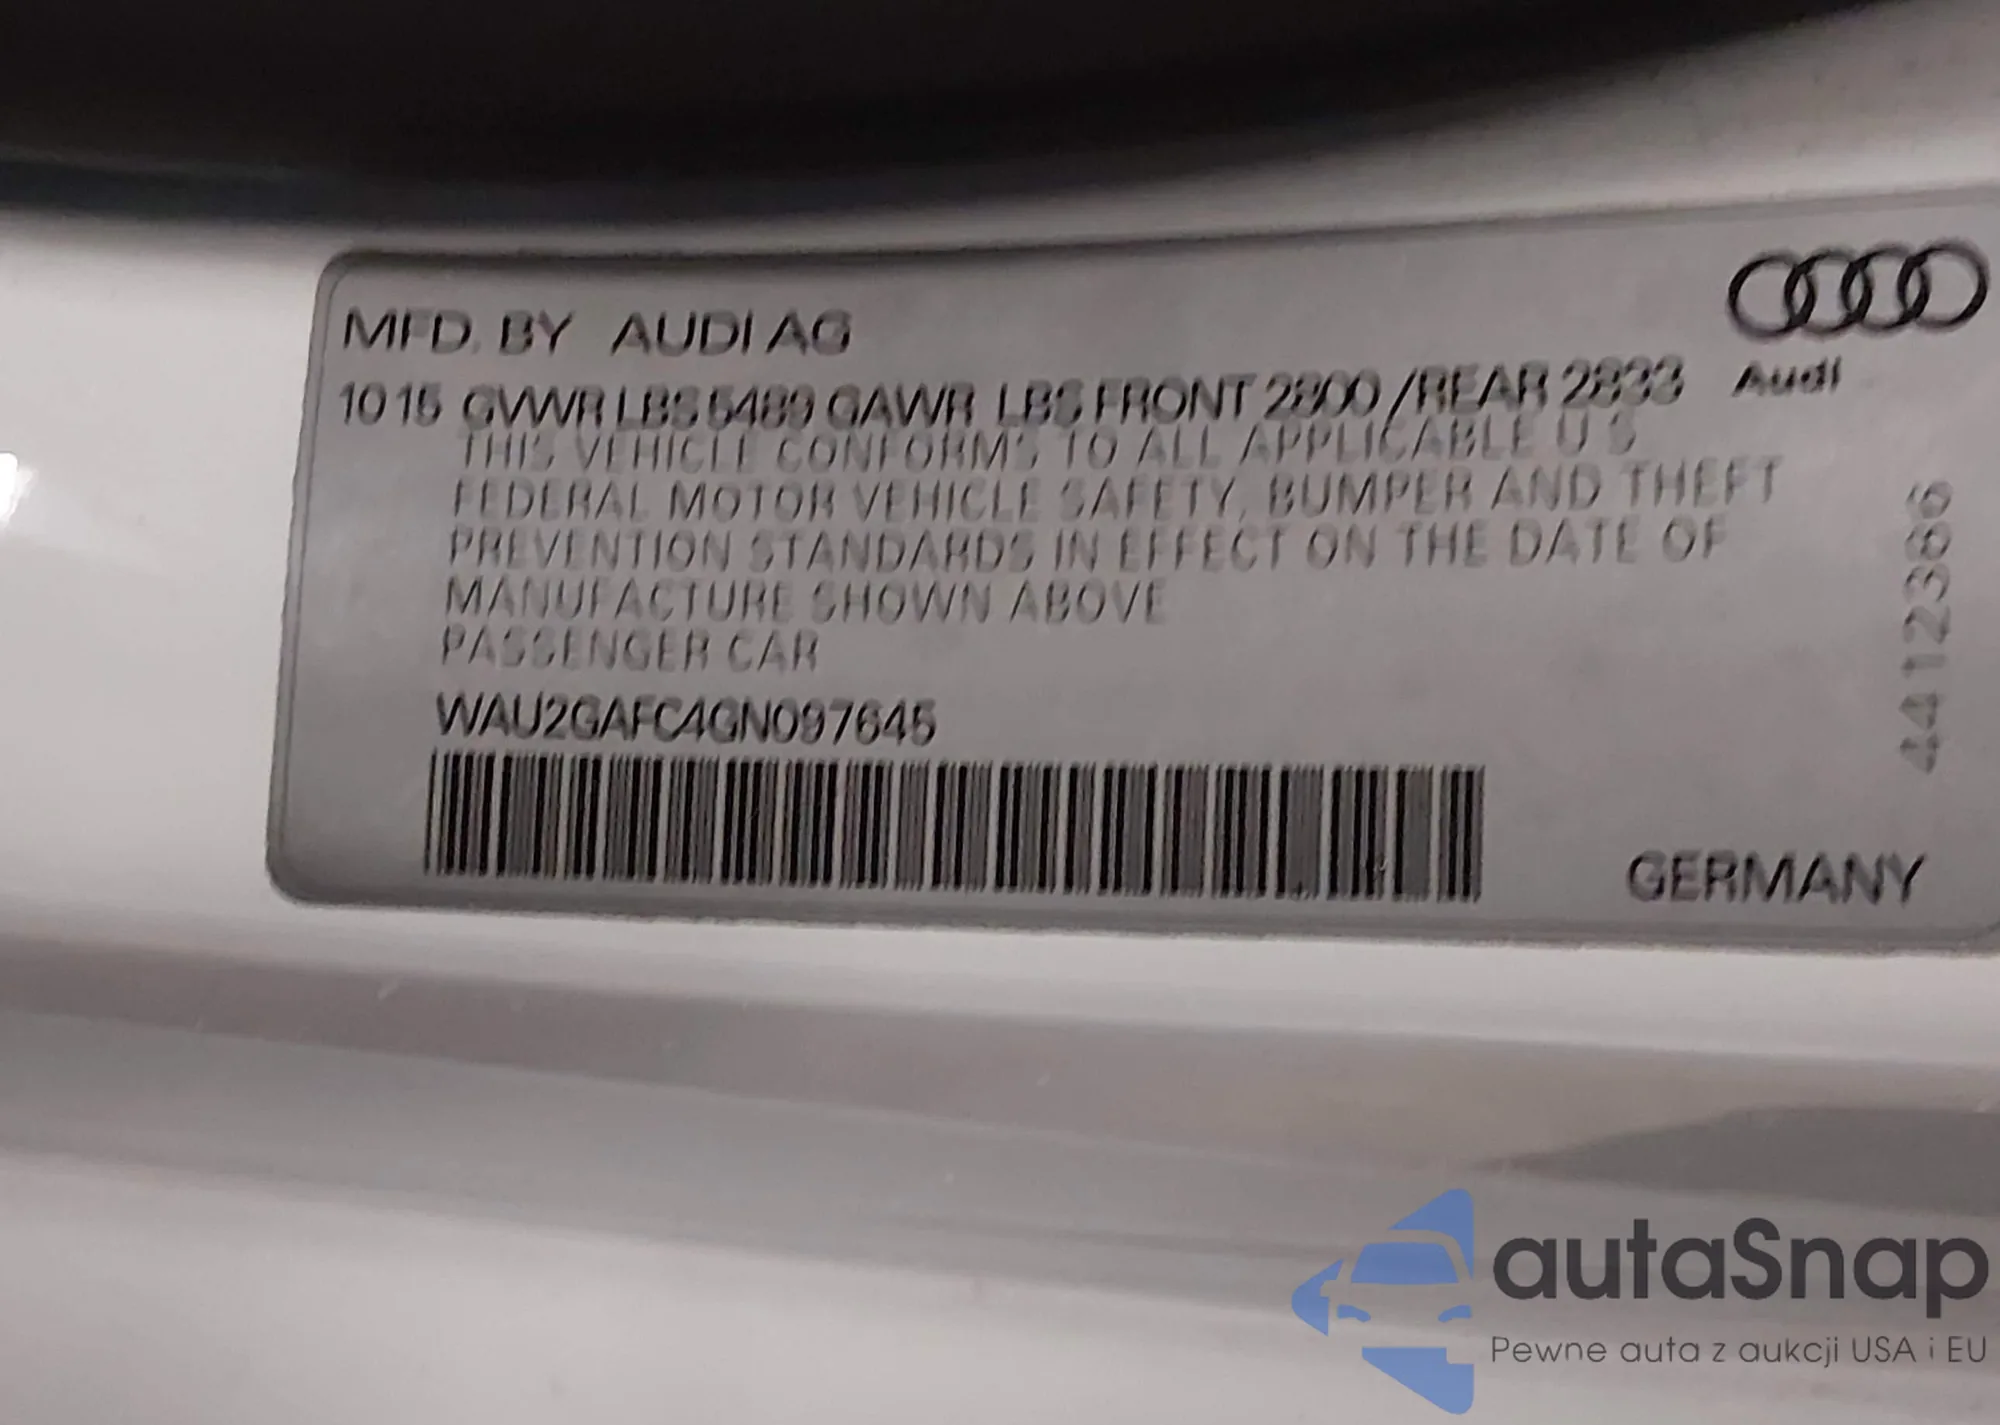 MFD. BY AUDI AG
10 15 GVWR LBS 5489 GAWR LBS FRONT 2800 /REAR 2833
Audi
THIS VEHICLE CONFORMS TO ALL APPLICABLE U S
FEDERAL MOTOR VEHICLE SAFETY, BUMPER AND THEFT
PREVENTION STANDARDS IN EFFECT ON THE DATE OF
MANUFACTURE SHOWN ABOVE
PASSENGER CAR
WAU2GAFC4GN097645
4412386
GERMANY
autaSnap
Pewne auta z aukcji USA i EU